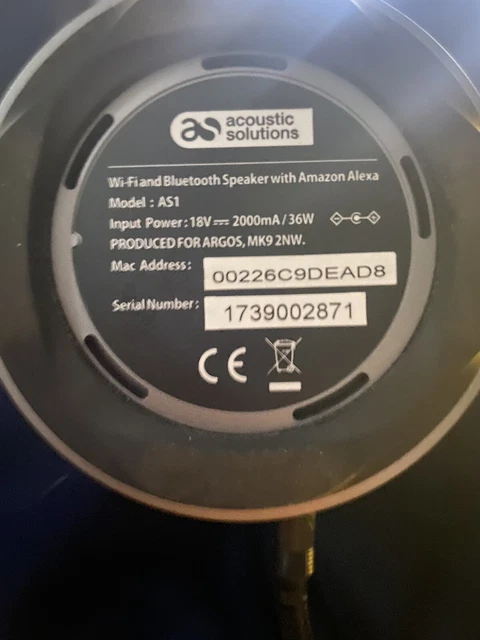 as acoustic
solutions
Wi-Fi and Bluetooth Speaker with Amazon Alexa
Model : AS1
Input Power : 18V ⎓ 2000mA / 36W
PRODUCED FOR ARGOS, MK9 2NW.
Mac Address : 00226C9DEAD8
Serial Number : 1739002871
CE